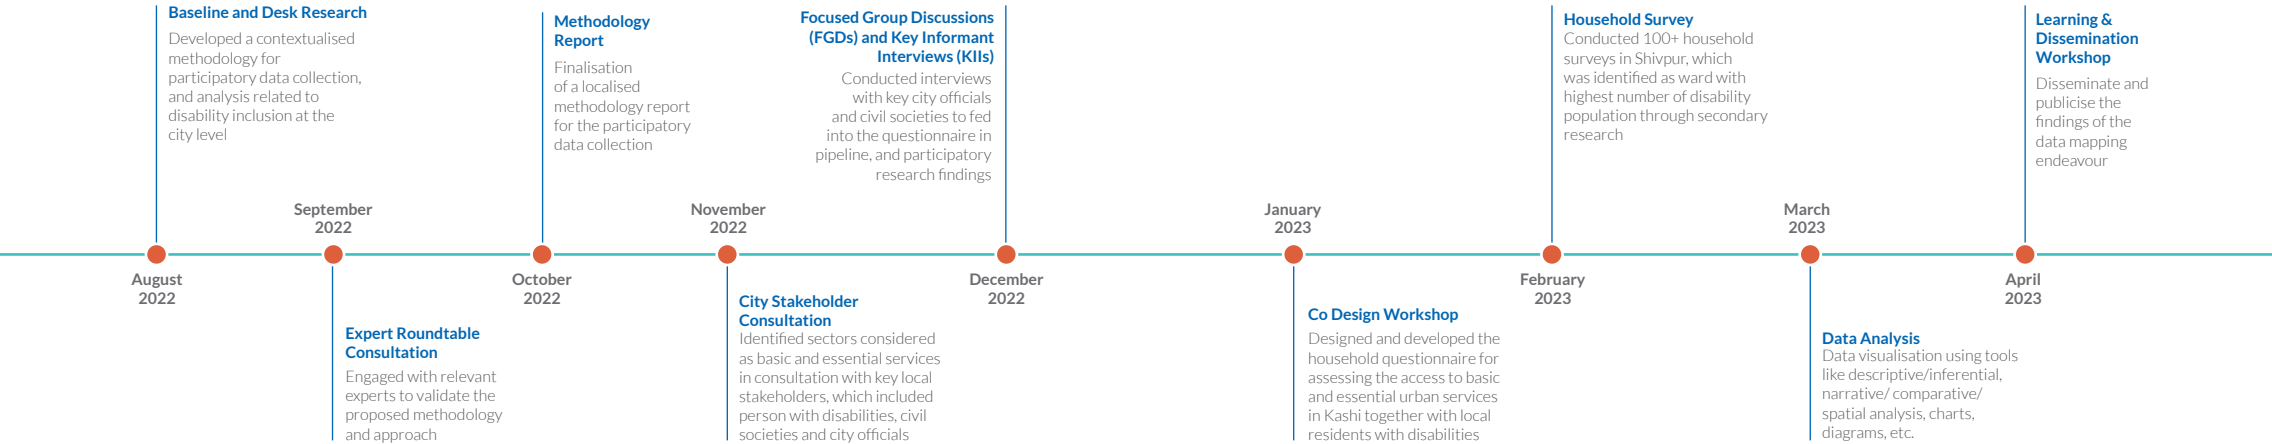 Baseline and Desk Research
Developed a contextualised
methodology for
participatory data collection,
and analysis related to
disability inclusion at the
city level
August
2022
September
2022
Expert Roundtable
Consultation
Engaged with relevant
experts to validate the
proposed methodology
and approach
Methodology
Report
Finalisation
of a localised
methodology report
for the participatory
data collection
October
2022
November
2022
City Stakeholder
Consultation
Identified sectors considered
as basic and essential services
in consultation with key local
stakeholders, which included
person with disabilities, civil
societies and city officials
Focused Group Discussions
(FGDs) and Key Informant
Interviews (KIIs)
Conducted interviews
with key city officials
and civil societies to fed
into the questionnaire in
pipeline, and participatory
research findings
December
2022
January
2023
Co Design Workshop
Designed and developed the
household questionnaire for
assessing the access to basic
and essential urban services
in Kashi together with local
residents with disabilities
Household Survey
Conducted 100+ household
surveys in Shivpur, which
was identified as ward with
highest number of disability
population through secondary
research
February
2023
March
2023
Data Analysis
Data visualisation using tools
like descriptive/inferential,
narrative/ comparative/
spatial analysis, charts,
diagrams, etc.
Learning &
Dissemination
Workshop
Disseminate and
publicise the
findings of the
data mapping
endeavour
April
2023